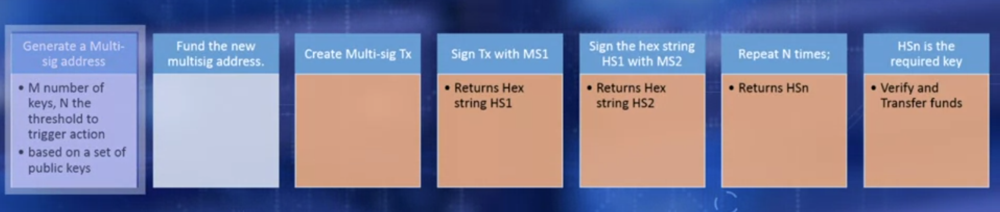 Generate a Multi-
sig address
• M number of
keys, N the
threshold to
trigger action
• based on a set of
public keys
Fund the new
multisig address.
Create Multi-sig Tx
Sign Tx with MS1
• Returns Hex
string HS1
Sign the hex string
HS1 with MS2
• Returns Hex
string HS2
Repeat N times;
• Returns HSn
HSn is the
required key
• Verify and
Transfer funds